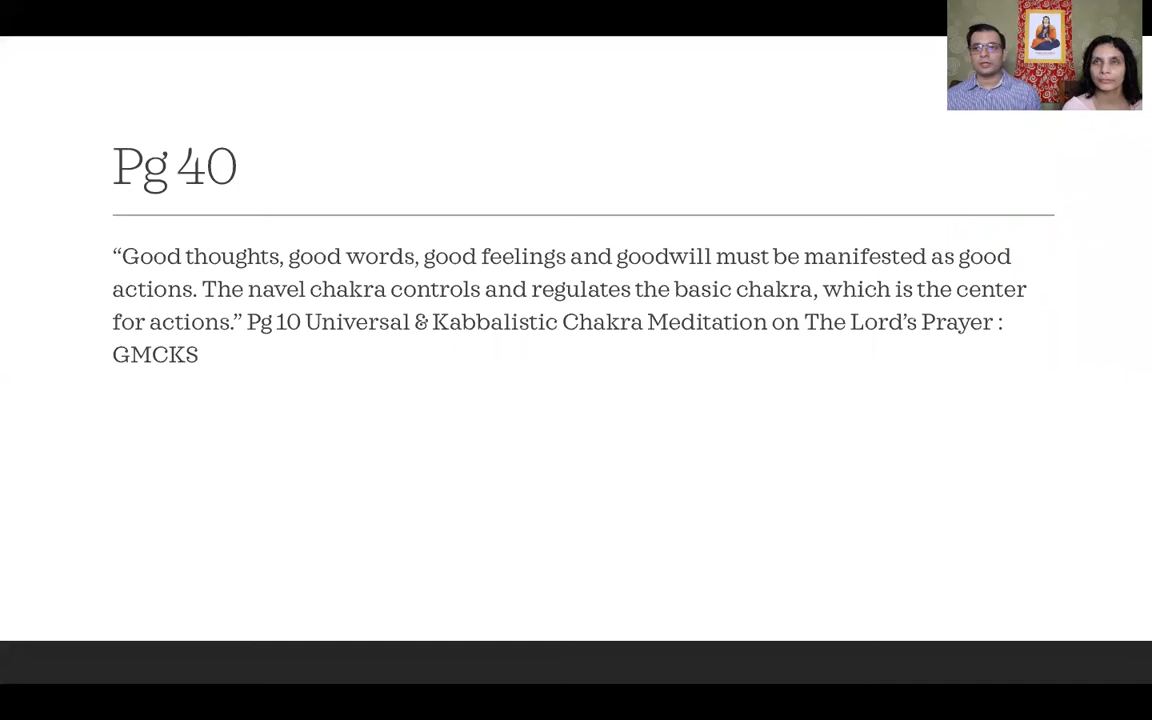 Pg 40
“Good thoughts, good words, good feelings and goodwill must be manifested as good
actions. The navel chakra controls and regulates the basic chakra, which is the center
for actions.” Pg 10 Universal & Kabbalistic Chakra Meditation on The Lord’s Prayer :
GMCKS